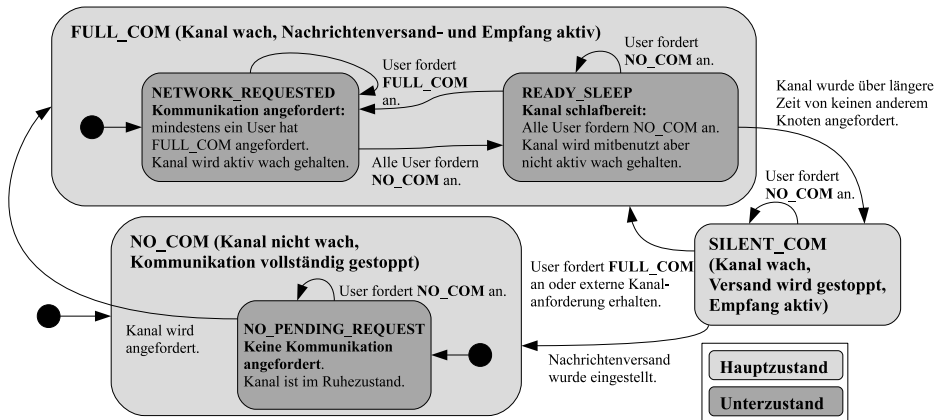 FULL_COM (Kanal wach, Nachrichtenversand- und Empfang aktiv)
User fordert
FULL_COM
an.
User fordert
NO_COM an.
NETWORK_REQUESTED
Kommunikation angefordert:
mindestens ein User hat
FULL_COM angefordert.
Kanal wird aktiv wach gehalten.
READY_SLEEP
Kanal schlafbereit:
Alle User fordern NO_COM an.
Kanal wird mitbenutzt aber
nicht aktiv wach gehalten.
Alle User fordern
NO_COM an.
Kanal wurde über längere
Zeit von keinen anderem
Knoten angefordert.
User fordert
NO_COM an.
SILENT_COM
(Kanal wach,
Versand wird gestoppt,
Empfang aktiv)
User fordert FULL_COM
an oder externe Kanal-
anforderung erhalten.
NO_COM (Kanal nicht wach,
Kommunikation vollständig gestoppt)
User fordert NO_COM an.
NO_PENDING_REQUEST
Keine Kommunikation
angefordert.
Kanal ist im Ruhezustand.
Kanal wird
angefordert.
Nachrichtenversand
wurde eingestellt.
Hauptzustand
Unterzustand